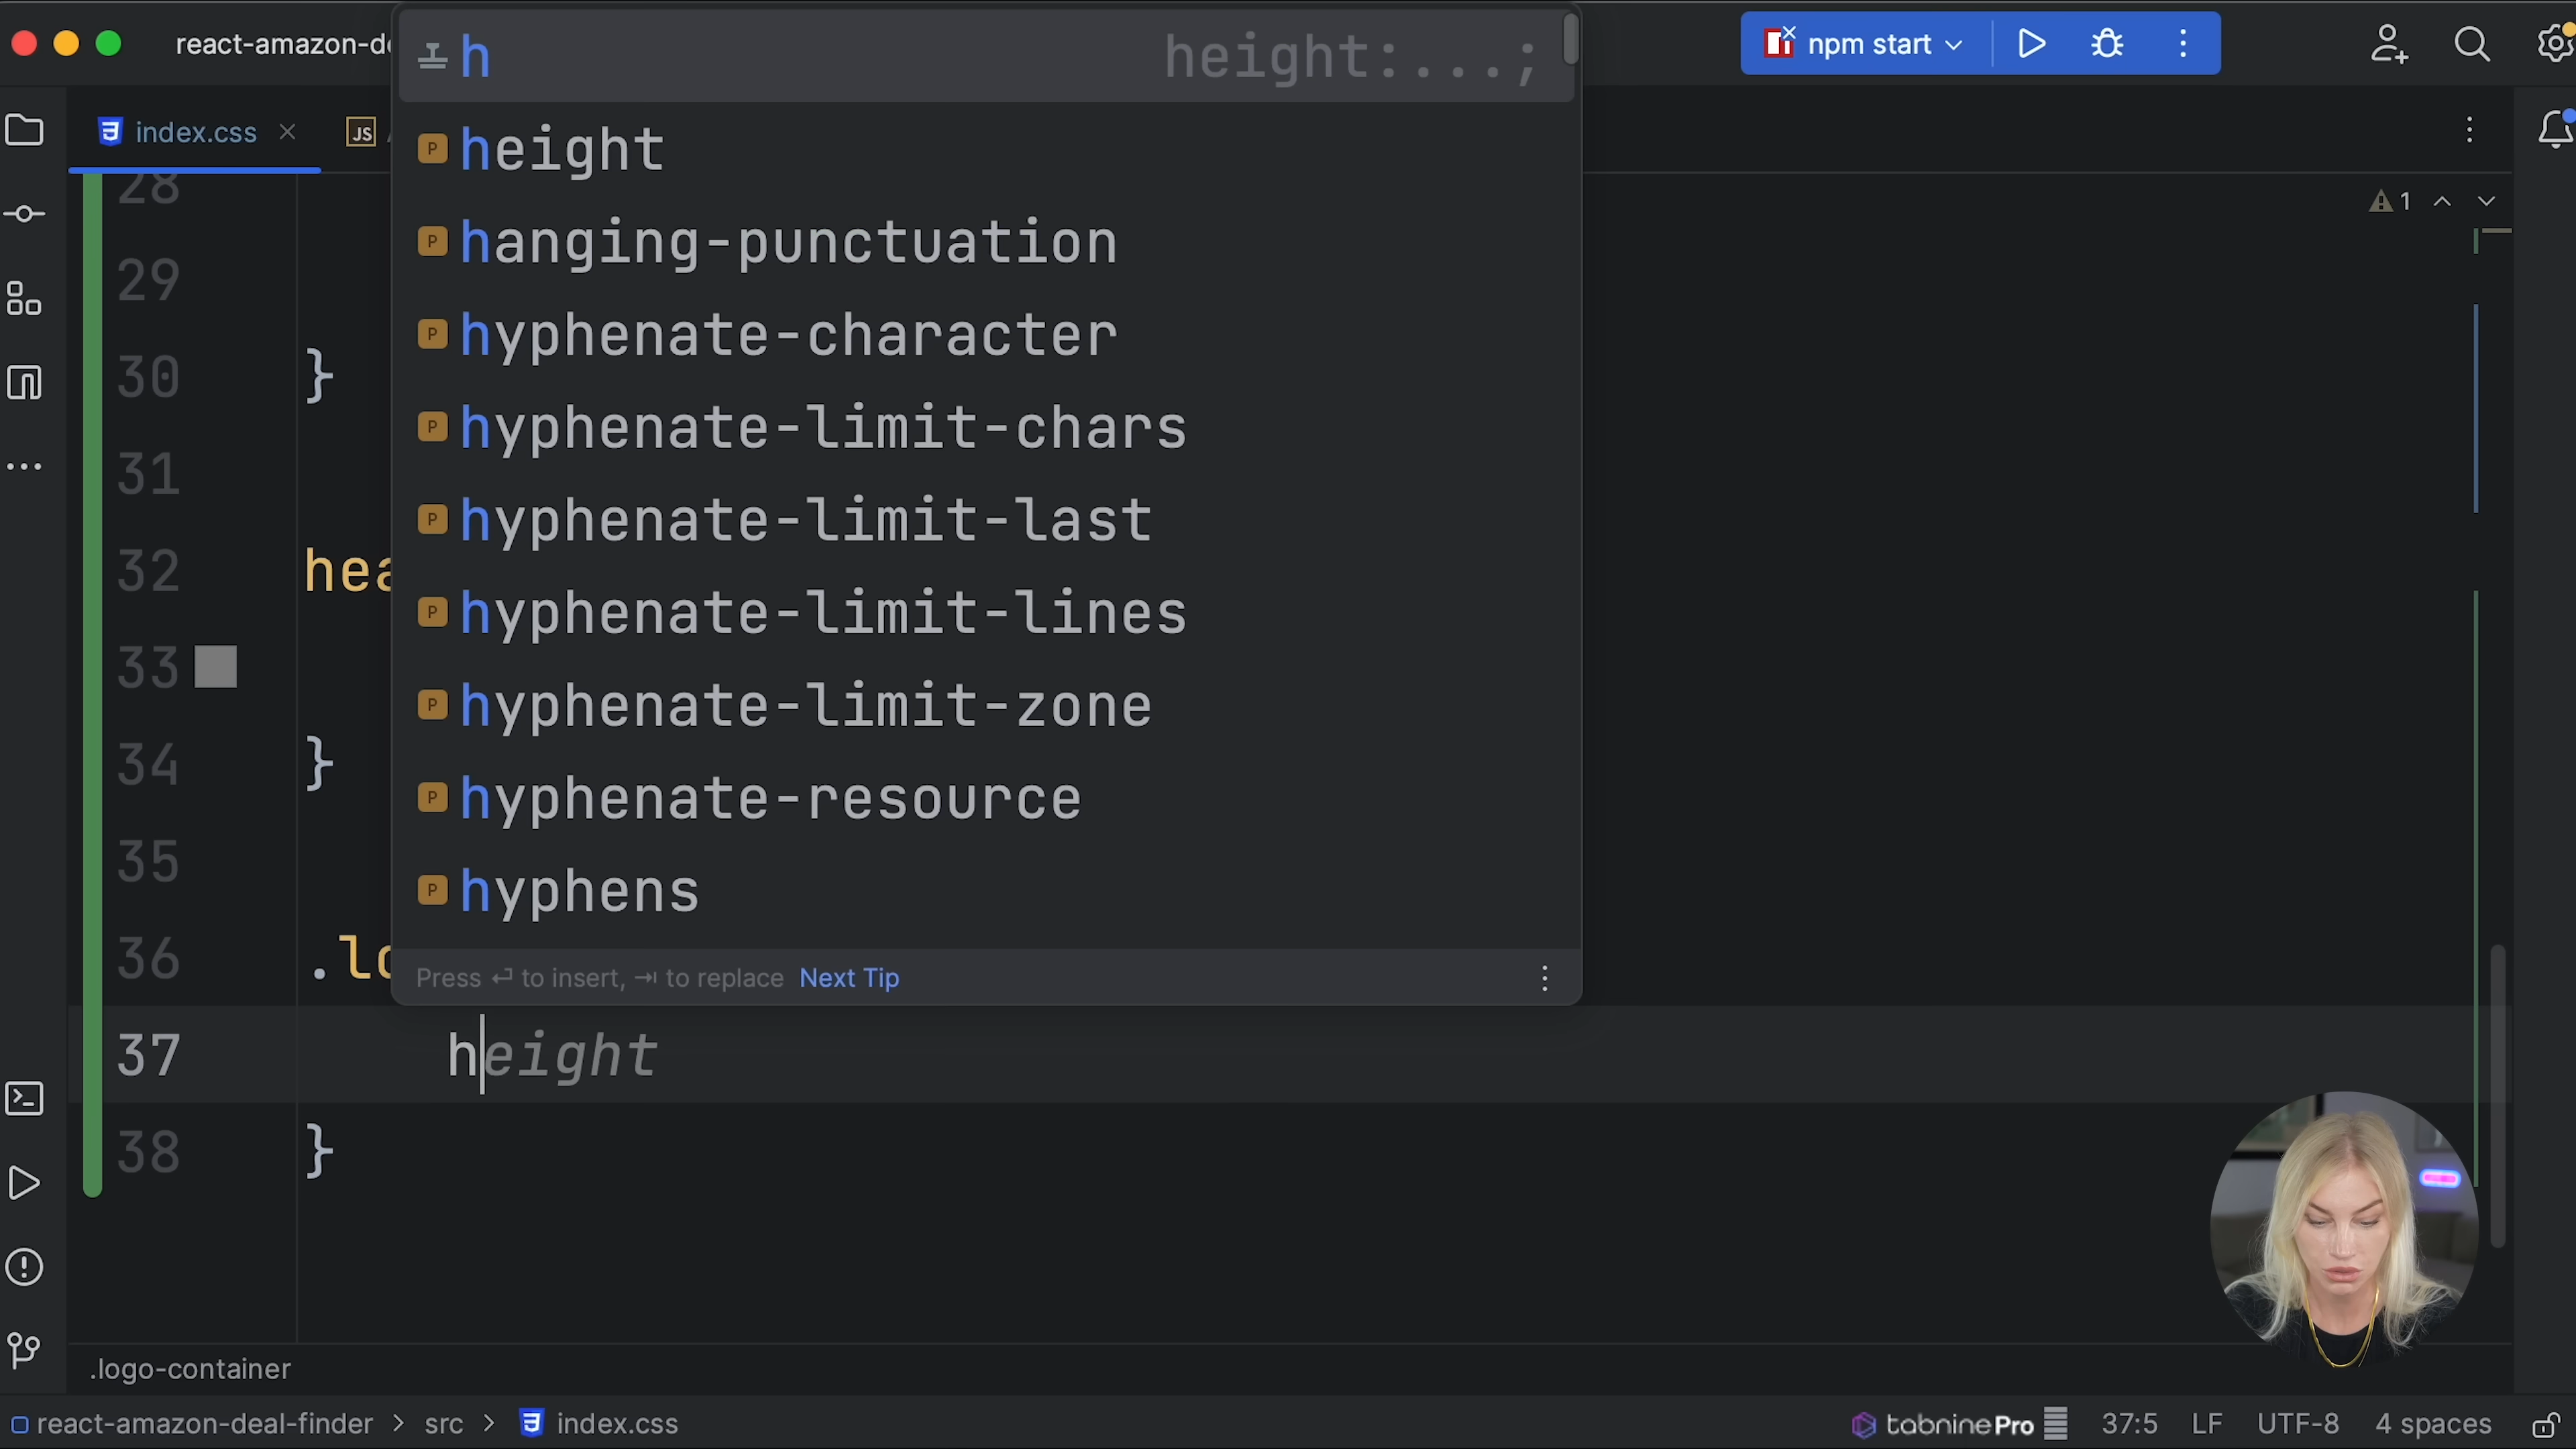 react-amazon-de
npm start
index.css
JS
1
h height:...;
height
hanging-punctuation
hyphenate-character
hyphenate-limit-chars
hyphenate-limit-last
hyphenate-limit-lines
hyphenate-limit-zone
hyphenate-resource
hyphens
Press ⏎ to insert, ⇥ to replace Next Tip
28
29
30 }
31
32 hea
33
34 }
35
36 .lo
37 height
38 }
.logo-container
react-amazon-deal-finder > src > index.css
tabnine Pro 37:5 LF UTF-8 4 spaces